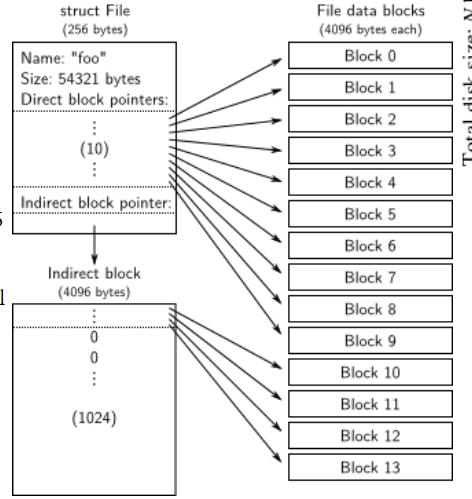 struct File
(256 bytes)
Name: "foo"
Size: 54321 bytes
Direct block pointers:
⋮
(10)
⋮
Indirect block pointer:
Indirect block
(4096 bytes)
⋮
0
0
⋮
(1024)
File data blocks
(4096 bytes each)
Block 0
Block 1
Block 2
Block 3
Block 4
Block 5
Block 6
Block 7
Block 8
Block 9
Block 10
Block 11
Block 12
Block 13
Total disk size: